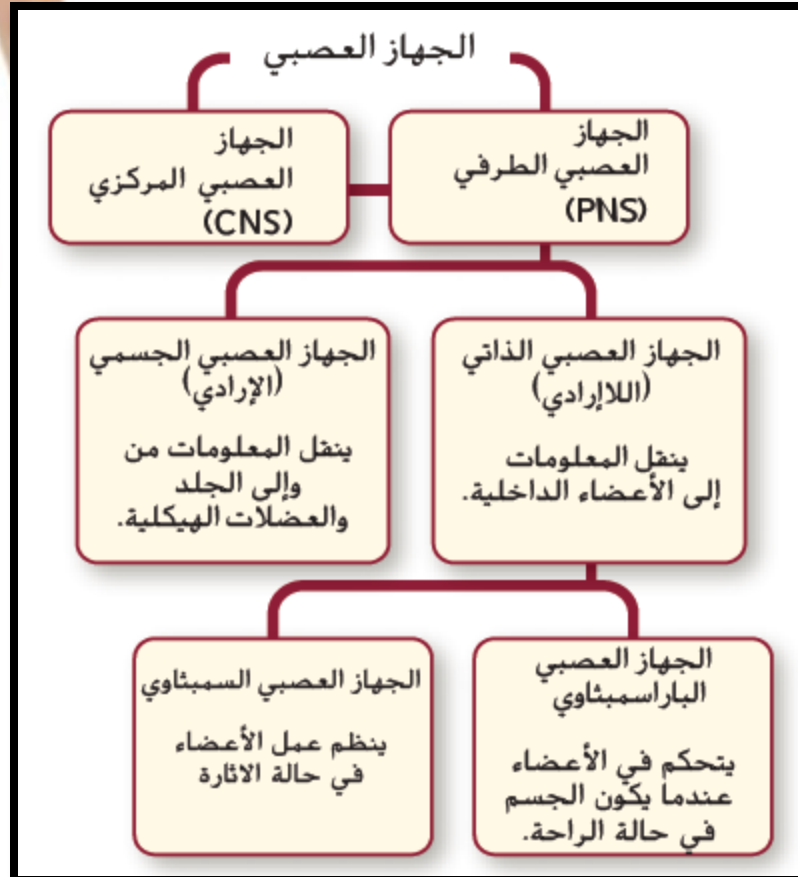 الجهاز العصبي
الجهاز
العصبي الطرفي
(PNS)
الجهاز
العصبي المركزي
(CNS)
الجهاز العصبي الذاتي
(اللاإرادي)
ينقل المعلومات
إلى الأعضاء الداخلية.
الجهاز العصبي الجسمي
(الإرادي)
ينقل المعلومات من
وإلى الجلد
والعضلات الهيكلية.
الجهاز العصبي
الباراسمبثاوي
يتحكم في الأعضاء
عندما يكون الجسم
في حالة الراحة.
الجهاز العصبي السمبثاوي
ينظم عمل الأعضاء
في حالة الاثارة